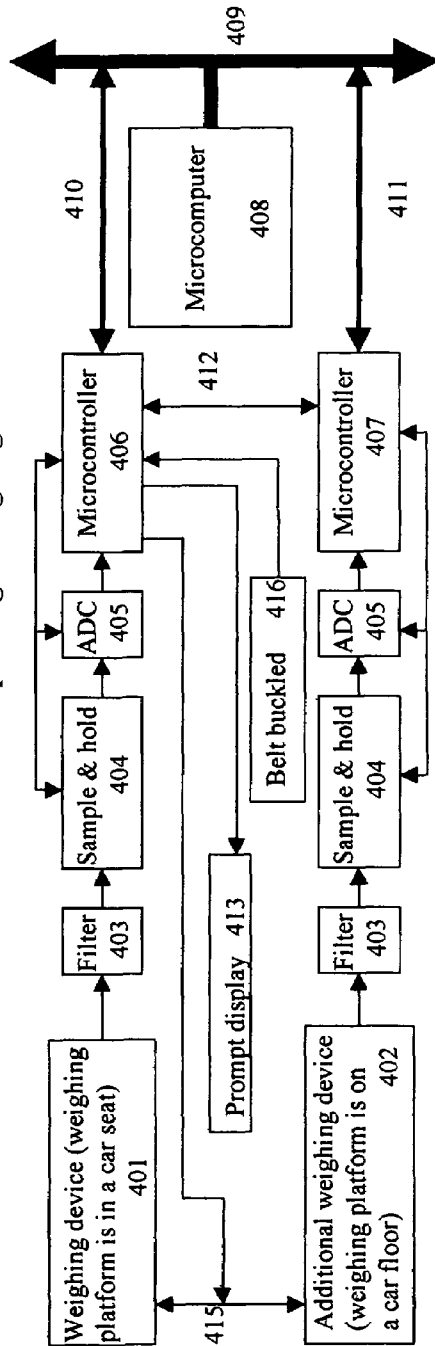 Weighing device (weighing
platform is in a car seat)
401
Filter
403
Sample & hold
404
ADC
405
Microcontroller
406
410
409
Microcomputer
408
412
415
Prompt display 413
Belt buckled 416
Additional weighing device
(weighing platform is on
a car floor)
402
Filter
403
Sample & hold
404
ADC
405
Microcontroller
407
411